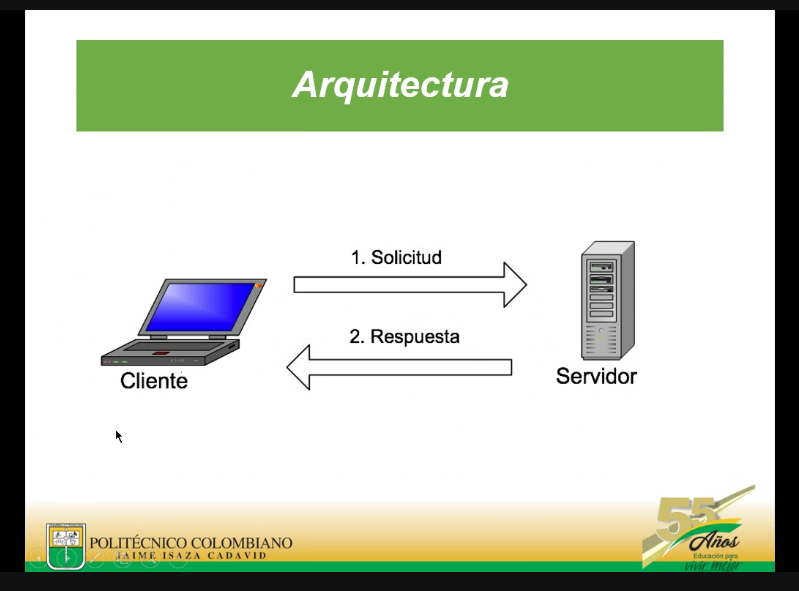 Arquitectura
1. Solicitud
2. Respuesta
Cliente
Servidor
POLITÉCNICO COLOMBIANO
JAIME ISAZA CADAVID
55
Años
Educación para
vivir mejor